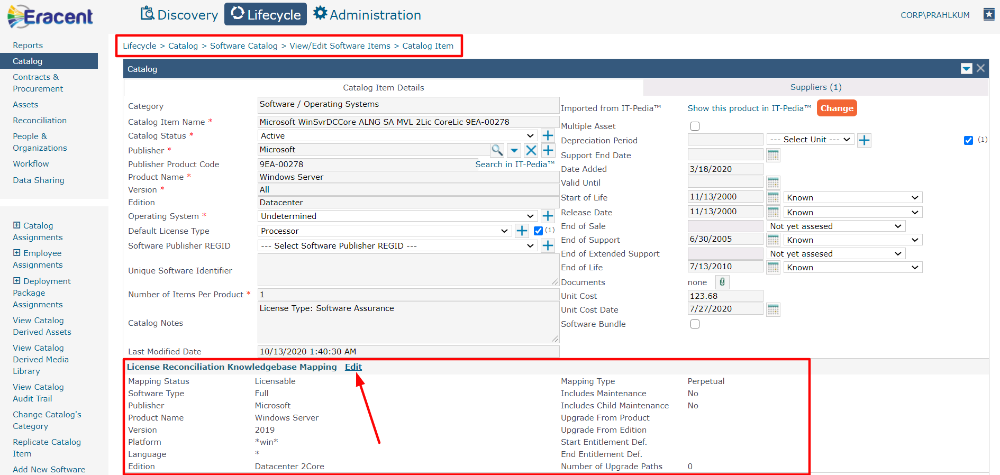 Eracent
Discovery
Lifecycle
Administration
CORP\PRAHLKUM
Reports
Catalog
Contracts &
Procurement
Assets
Reconciliation
People &
Organizations
Workflow
Data Sharing
Catalog
Assignments
Employee
Assignments
Deployment
Package
Assignments
View Catalog
Derived Assets
View Catalog
Derived Media
Library
View Catalog
Audit Trail
Change Catalog's
Category
Replicate Catalog
Item
Add New Software
Lifecycle > Catalog > Software Catalog > View/Edit Software Items > Catalog Item
Catalog
Catalog Item Details
Suppliers (1)
Category Software / Operating Systems
Catalog Item Name * Microsoft WinSvrDCCore ALNG SA MVL 2Lic CoreLic 9EA-00278
Catalog Status * Active
Publisher * Microsoft
Publisher Product Code 9EA-00278 Search in IT-Pedia™
Product Name * Windows Server
Version * All
Edition Datacenter
Operating System * Undetermined
Default License Type Processor (1)
Software Publisher REGID --- Select Software Publisher REGID ---
Unique Software Identifier
Number of Items Per Product * 1
Catalog Notes License Type: Software Assurance
Last Modified Date 10/13/2020 1:40:30 AM
Imported from IT-Pedia™ Show this product in IT-Pedia™ Change
Multiple Asset
Depreciation Period --- Select Unit --- (1)
Support End Date
Date Added 3/18/2020
Valid Until
Start of Life 11/13/2000 Known
Release Date 11/13/2000 Known
End of Sale Not yet assesed
End of Support 6/30/2005 Known
End of Extended Support Not yet assesed
End of Life 7/13/2010 Known
Documents none
Unit Cost 123.68
Unit Cost Date 7/27/2020
Software Bundle
License Reconciliation Knowledgebase Mapping Edit
Mapping Status Licensable
Software Type Full
Publisher Microsoft
Product Name Windows Server
Version 2019
Platform *win*
Language *
Edition Datacenter 2Core
Mapping Type Perpetual
Includes Maintenance No
Includes Child Maintenance No
Upgrade From Product
Upgrade From Edition
Start Entitlement Def.
End Entitlement Def.
Number of Upgrade Paths 0